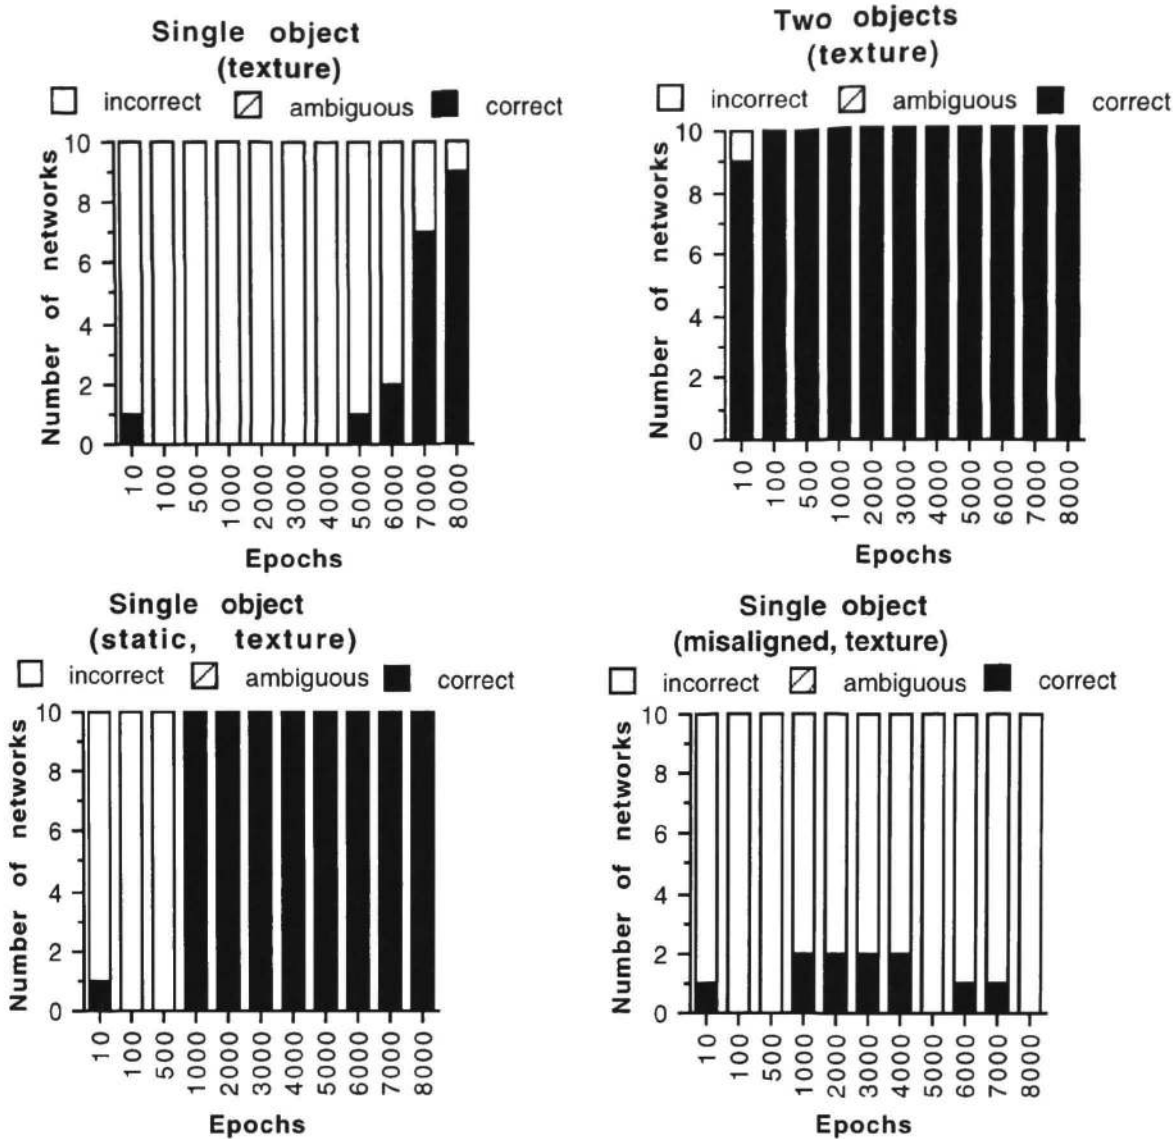 Single object
(texture)
incorrect ambiguous correct
Number of networks
10
8
6
4
2
0
10 100 500 1000 2000 3000 4000 5000 6000 7000 8000
Epochs
Two objects
(texture)
incorrect ambiguous correct
Number of networks
10
8
6
4
2
0
10 100 500 1000 2000 3000 4000 5000 6000 7000 8000
Epochs
Single object
(static, texture)
incorrect ambiguous correct
Number of networks
10
8
6
4
2
0
10 100 500 1000 2000 3000 4000 5000 6000 7000 8000
Epochs
Single object
(misaligned, texture)
incorrect ambiguous correct
Number of networks
10
8
6
4
2
0
10 100 500 1000 2000 3000 4000 5000 6000 7000 8000
Epochs